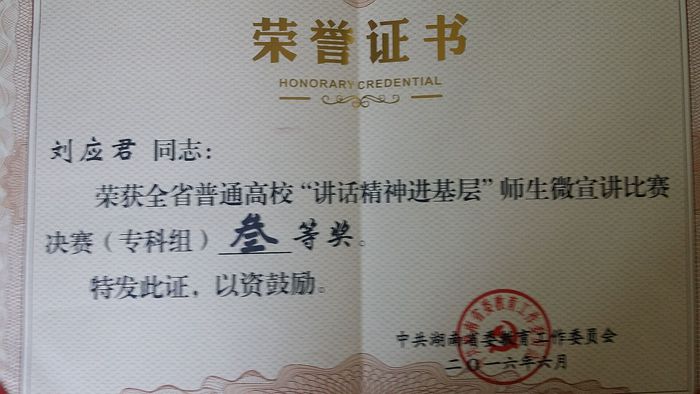 荣誉证书
HONORARY CREDENTIAL
刘应君 同志：
荣获全省普通高校“讲话精神进基层”师生微宣讲比赛
决赛（专科组）叁等奖。
特发此证，以资鼓励。
中共湖南省委教育工作委员会
二〇一六年六月